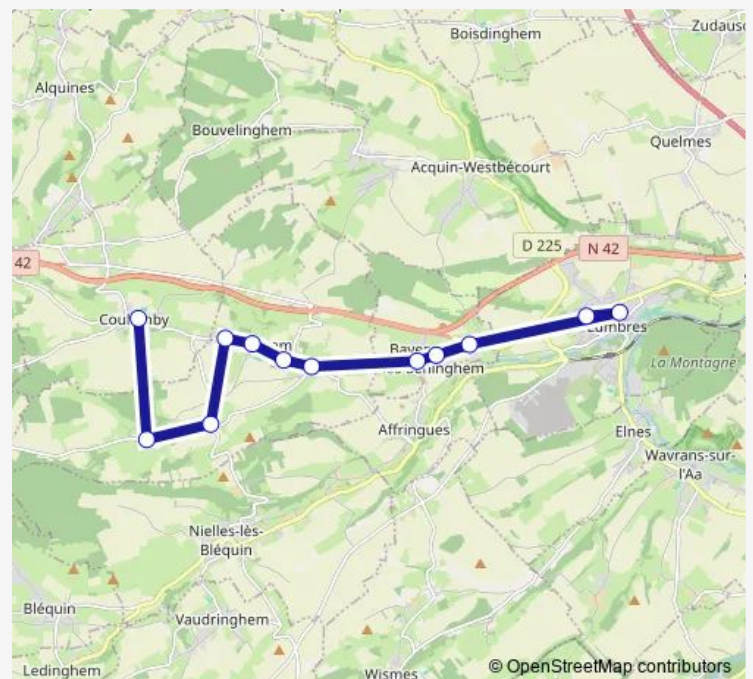 Boisdinghem
Zudausq
Alquines
Bouvelinghem
Quelmes
Acquin-Westbécourt
D 225
N 42
42
Lumbres
La Montagne
Affringues
Elnes
Wavrans-sur-
l'Aa
Nielles-lès-
Bléquin
Bléquin
Vaudringhem
Ledinghem
Wismes
© OpenStreetMap contributors